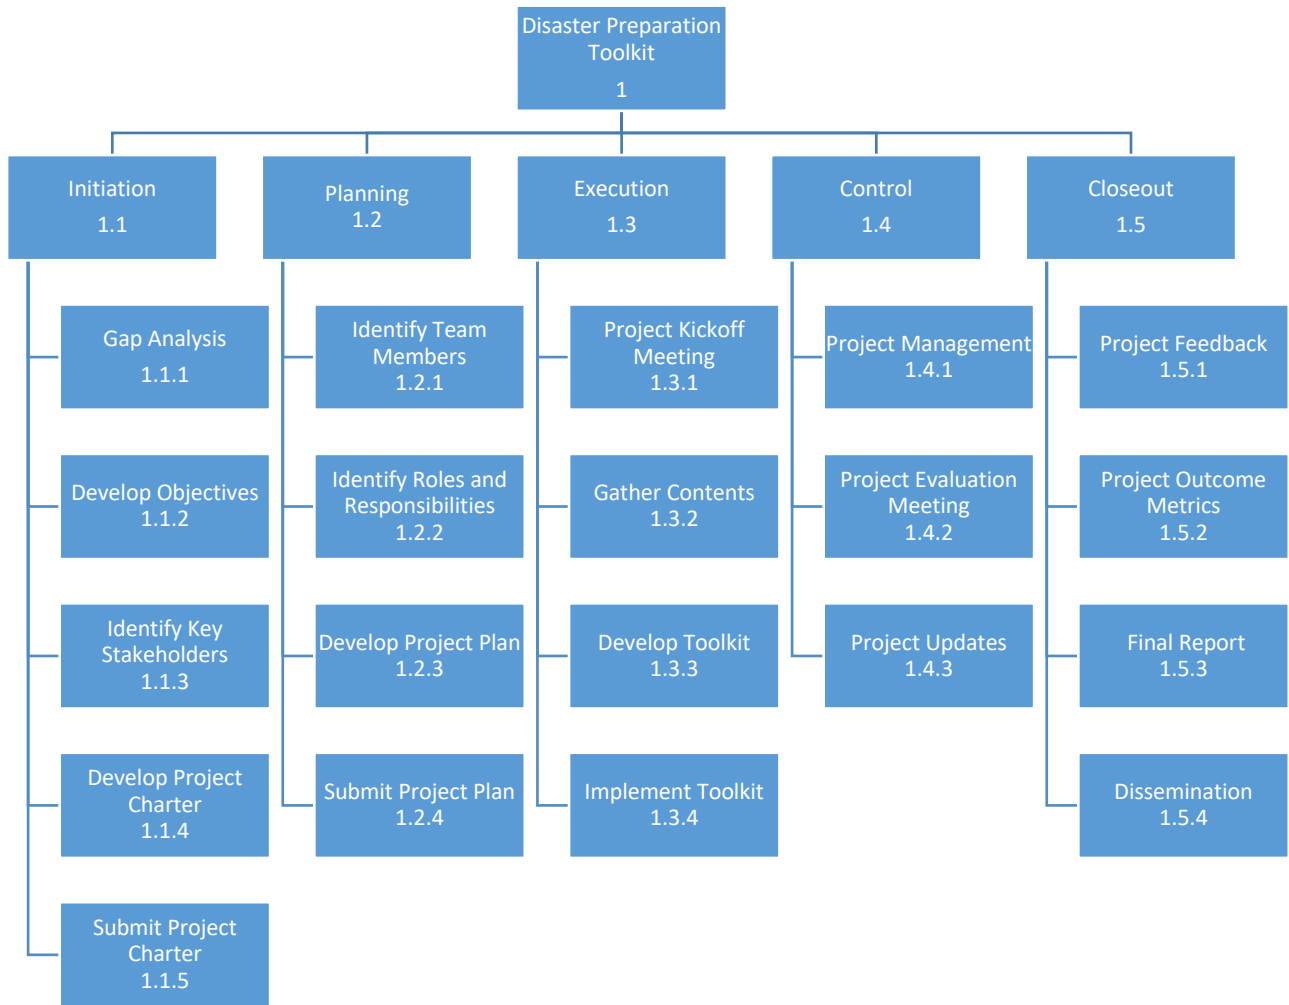 Disaster Preparation
Toolkit
1
Initiation
1.1
Planning
1.2
Execution
1.3
Control
1.4
Closeout
1.5
Gap Analysis
1.1.1
Develop Objectives
1.1.2
Identify Key
Stakeholders
1.1.3
Develop Project
Charter
1.1.4
Submit Project
Charter
1.1.5
Identify Team
Members
1.2.1
Identify Roles and
Responsibilities
1.2.2
Develop Project Plan
1.2.3
Submit Project Plan
1.2.4
Project Kickoff
Meeting
1.3.1
Gather Contents
1.3.2
Develop Toolkit
1.3.3
Implement Toolkit
1.3.4
Project Management
1.4.1
Project Evaluation
Meeting
1.4.2
Project Updates
1.4.3
Project Feedback
1.5.1
Project Outcome
Metrics
1.5.2
Final Report
1.5.3
Dissemination
1.5.4